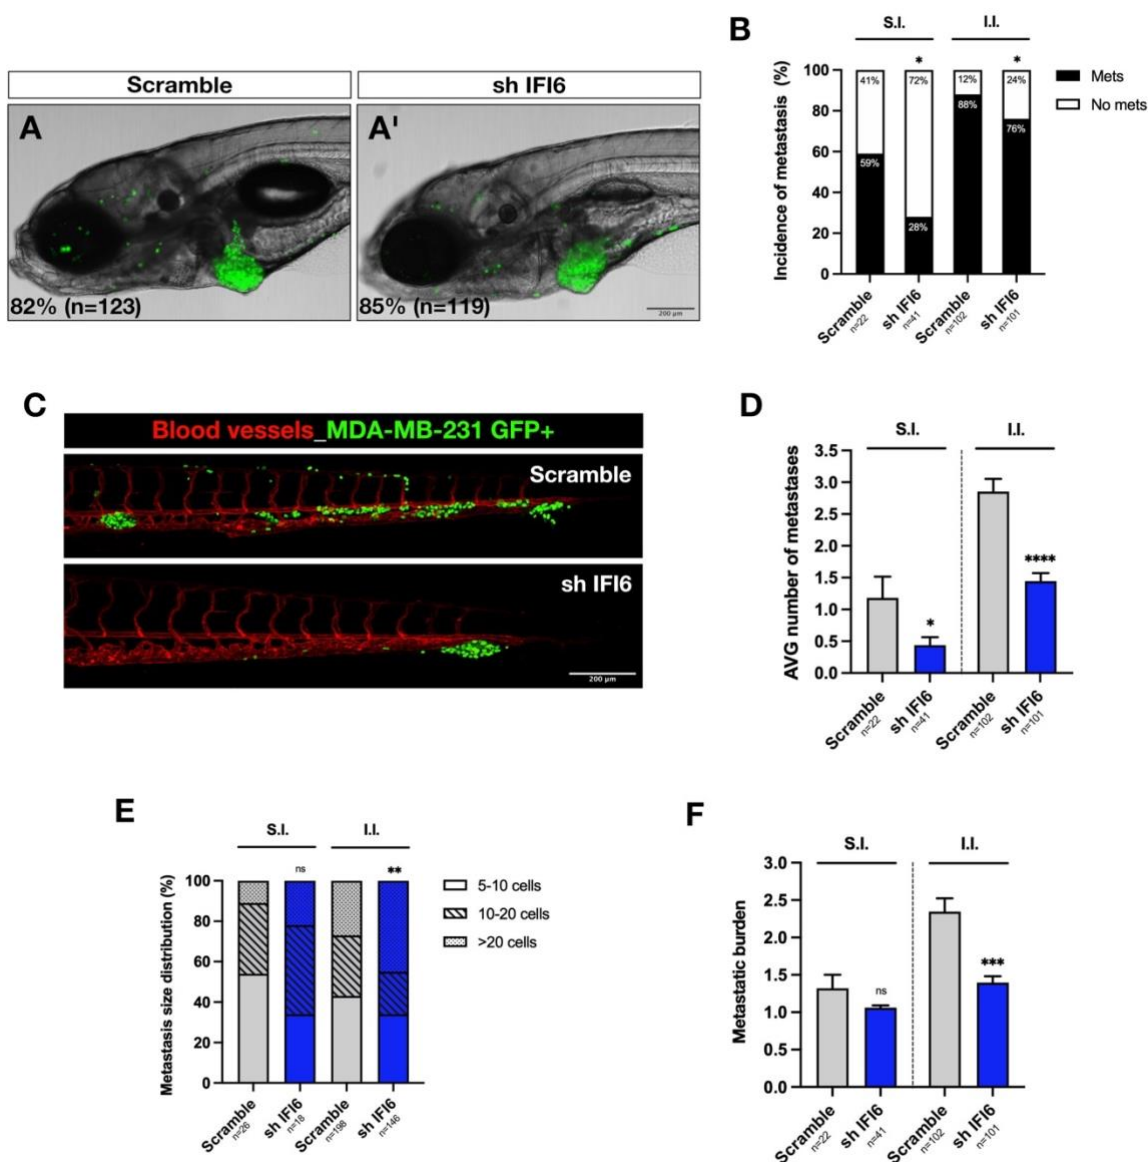 Scramble
sh IFI6
A
A'
82% (n=123)
85% (n=119)
200 µm
B
S.I.
I.I.
*
*
Incidence of metastasis (%)
100
80
60
40
20
0
41%
72%
12%
24%
59%
28%
88%
76%
Mets
No mets
Scramble
n=22
sh IFI6
n=41
Scramble
n=102
sh IFI6
n=101
C
Blood vessels_MDA-MB-231 GFP+
Scramble
sh IFI6
200 µm
D
S.I.
I.I.
AVG number of metastases
3.5
3.0
2.5
2.0
1.5
1.0
0.5
0.0
*
****
Scramble
n=22
sh IFI6
n=41
Scramble
n=102
sh IFI6
n=101
E
S.I.
I.I.
ns
**
Metastasis size distribution (%)
100
80
60
40
20
0
5-10 cells
10-20 cells
>20 cells
Scramble
n=26
sh IFI6
n=18
Scramble
n=198
sh IFI6
n=146
F
S.I.
I.I.
Metastatic burden
3.0
2.5
2.0
1.5
1.0
0.5
0.0
ns
***
Scramble
n=22
sh IFI6
n=41
Scramble
n=102
sh IFI6
n=101